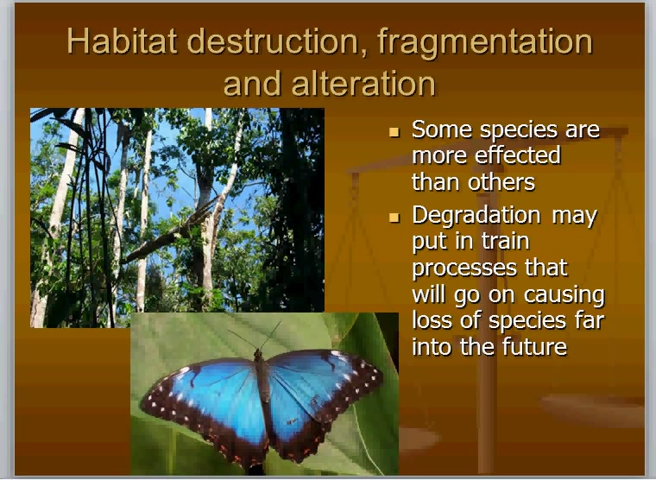 Habitat destruction, fragmentation
and alteration
Some species are
more effected
than others
Degradation may
put in train
processes that
will go on causing
loss of species far
into the future